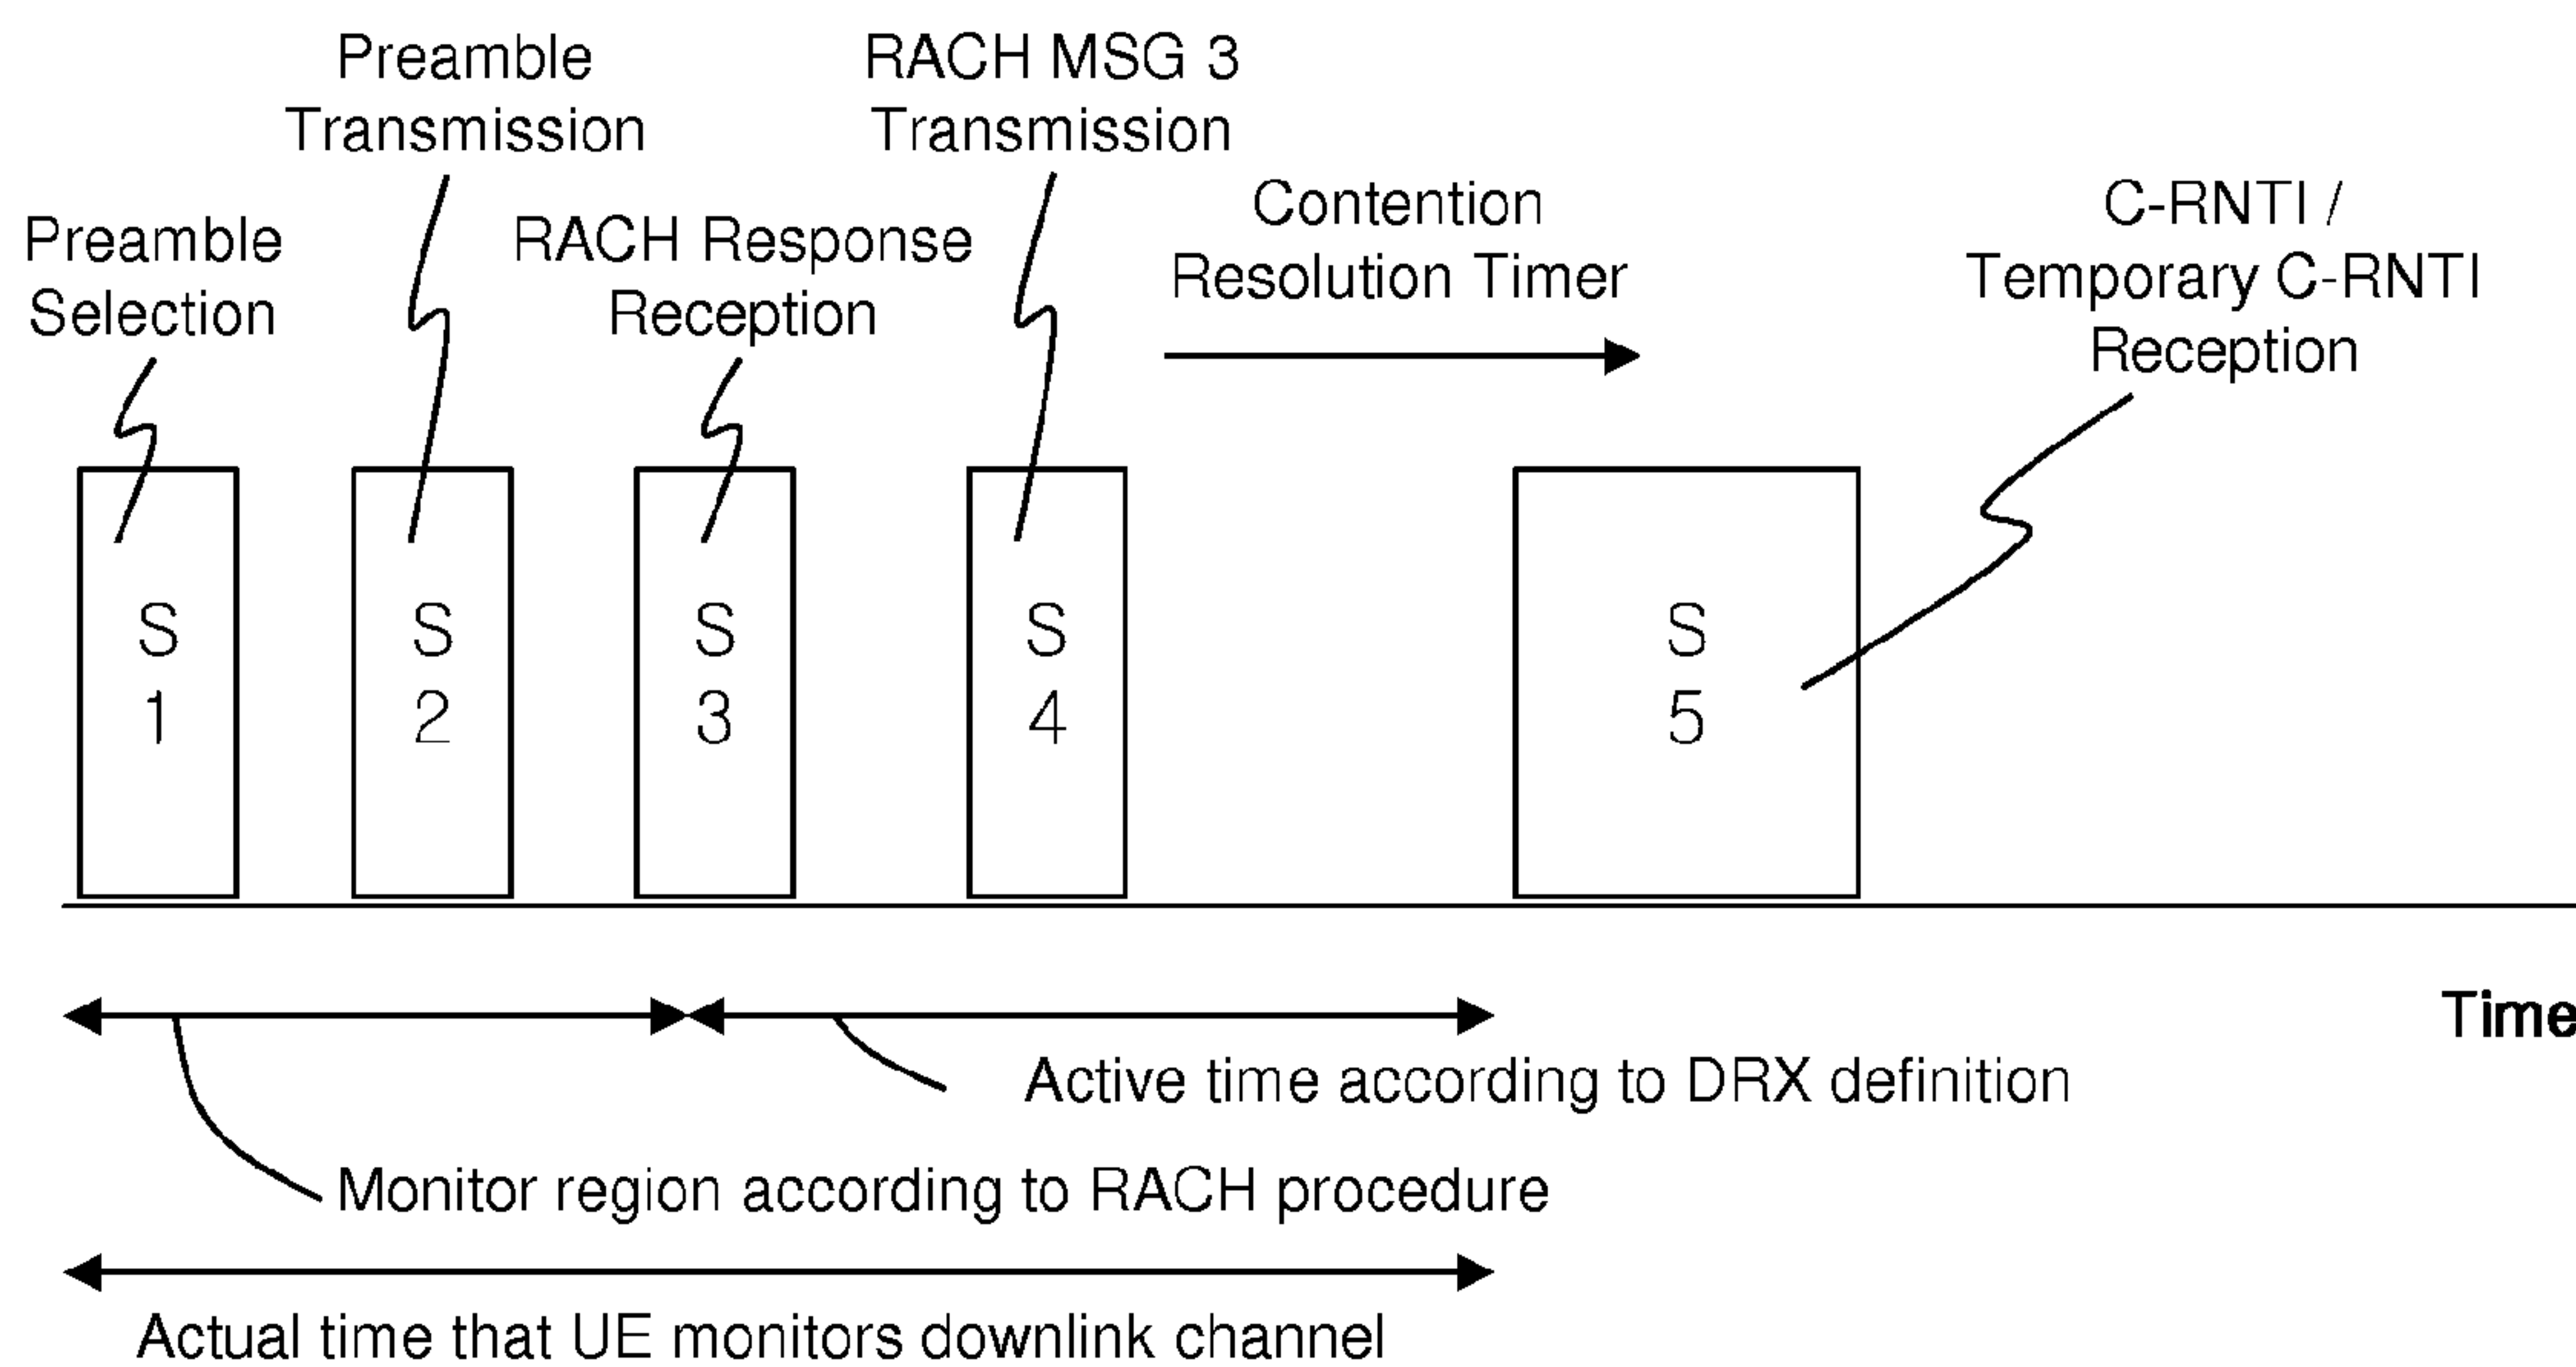 Preamble
Transmission
RACH MSG 3
Transmission
Preamble
Selection
RACH Response
Reception
Contention
Resolution Timer
C-RNTI /
Temporary C-RNTI
Reception
S
1
S
2
S
3
S
4
S
5
Time
Active time according to DRX definition
Monitor region according to RACH procedure
Actual time that UE monitors downlink channel